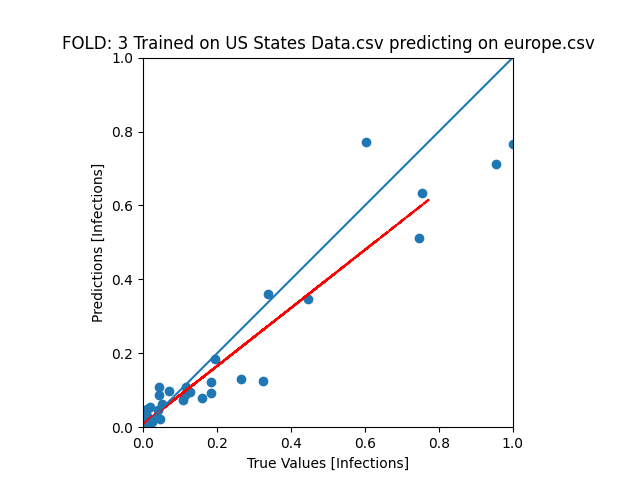 FOLD: 3 Trained on US States Data.csv predicting on europe.csv
1.0
0.8
0.6
0.4
0.2
0.0
Predictions [Infections]
0.0 0.2 0.4 0.6 0.8 1.0
True Values [Infections]